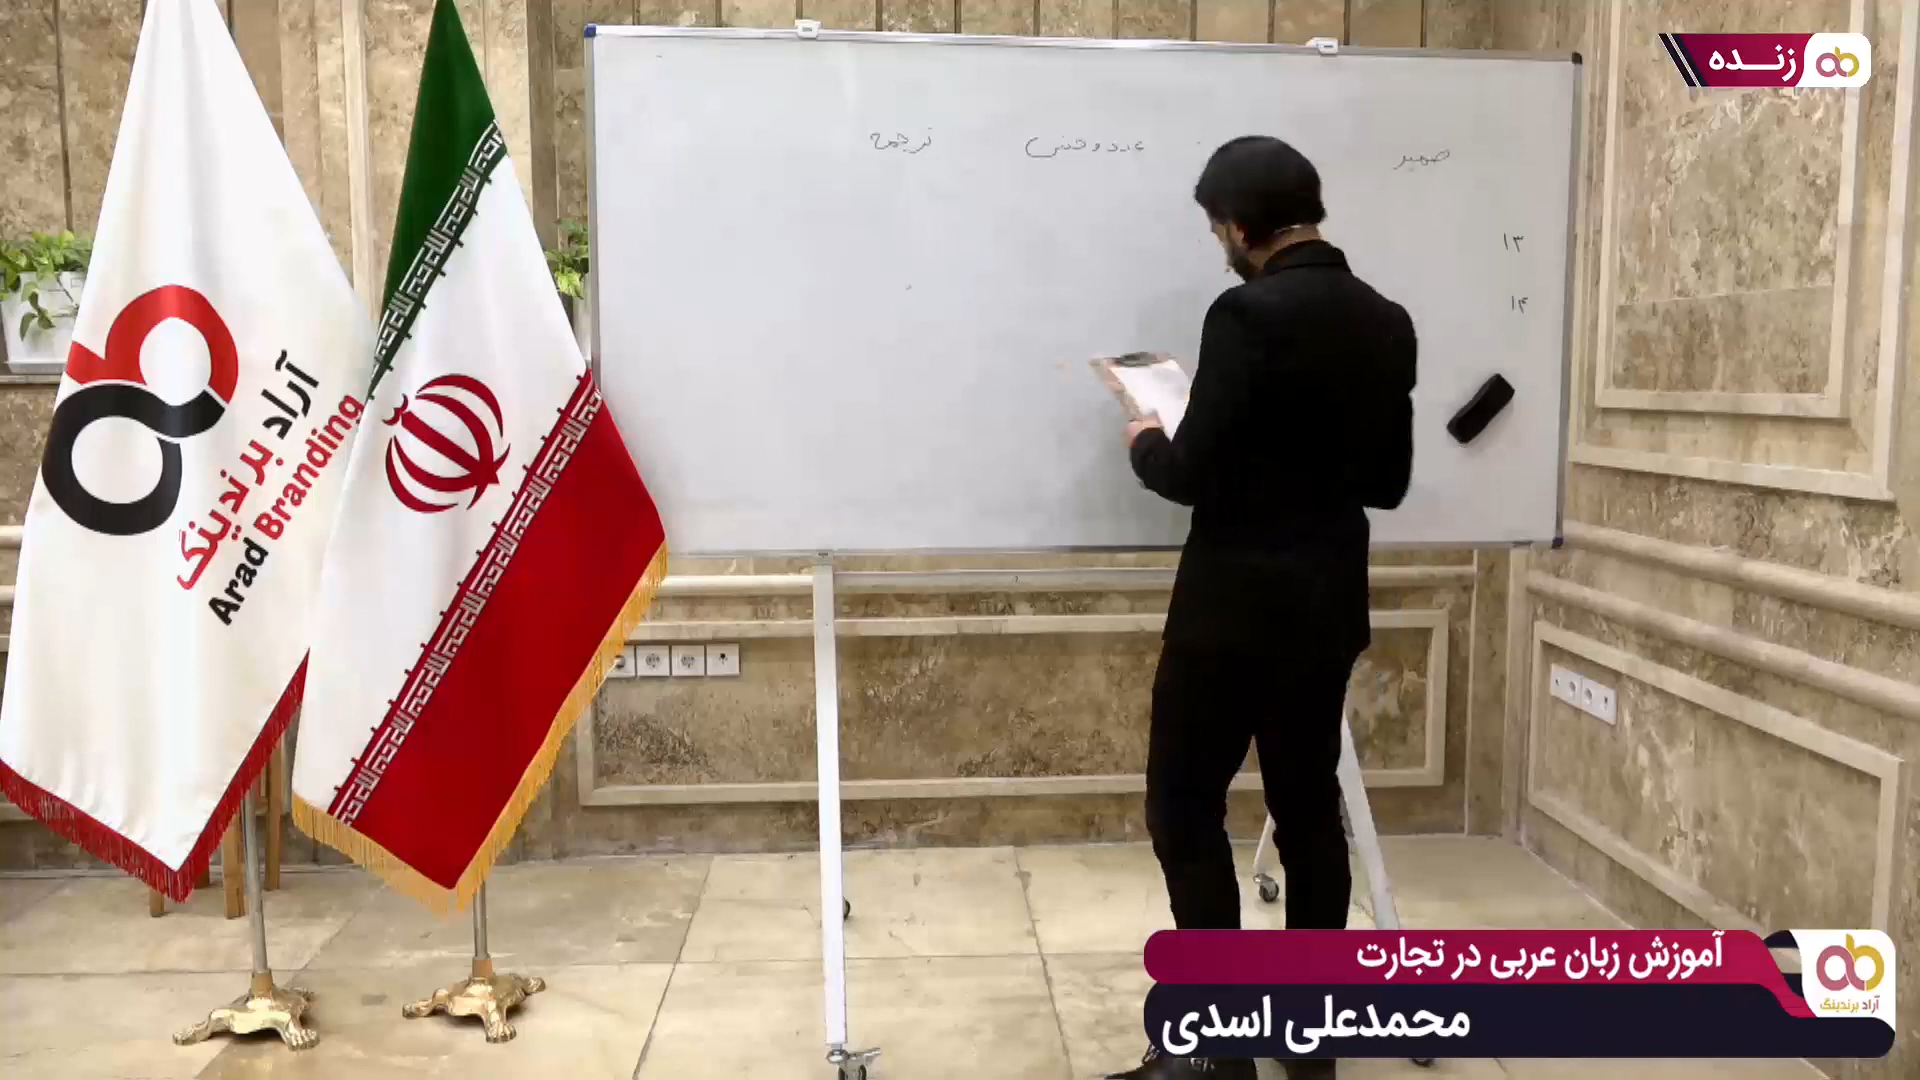 زنده
ضمیر
عدد و جنس
ترجمه
۱۳
۱۴
آراد برندینگ
Arad Branding
آموزش زبان عربی در تجارت
محمدعلی اسدی
آراد برندینگ